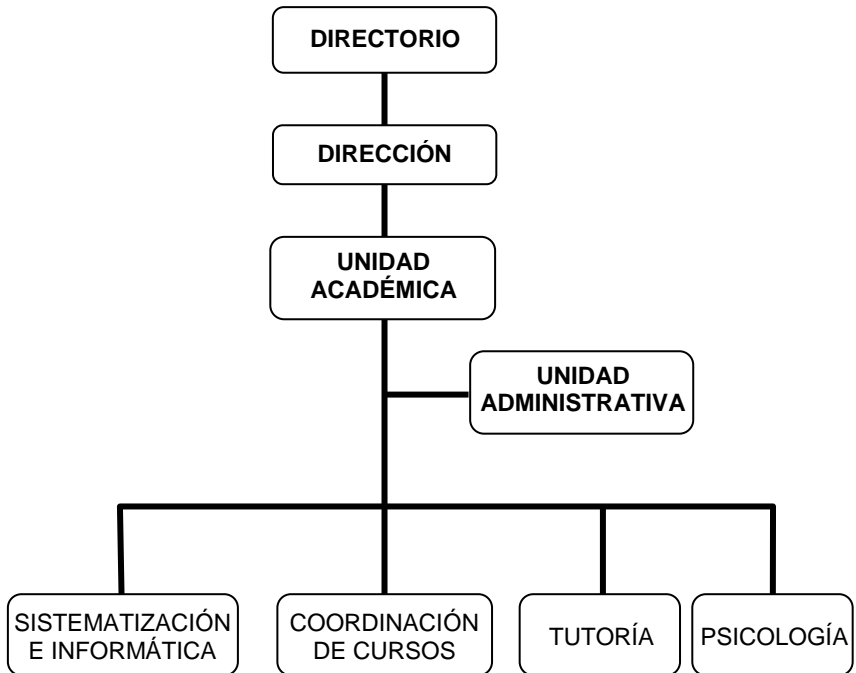 DIRECTORIO
DIRECCIÓN
UNIDAD
ACADÉMICA
UNIDAD
ADMINISTRATIVA
SISTEMATIZACIÓN
E INFORMÁTICA
COORDINACIÓN
DE CURSOS
TUTORÍA
PSICOLOGÍA